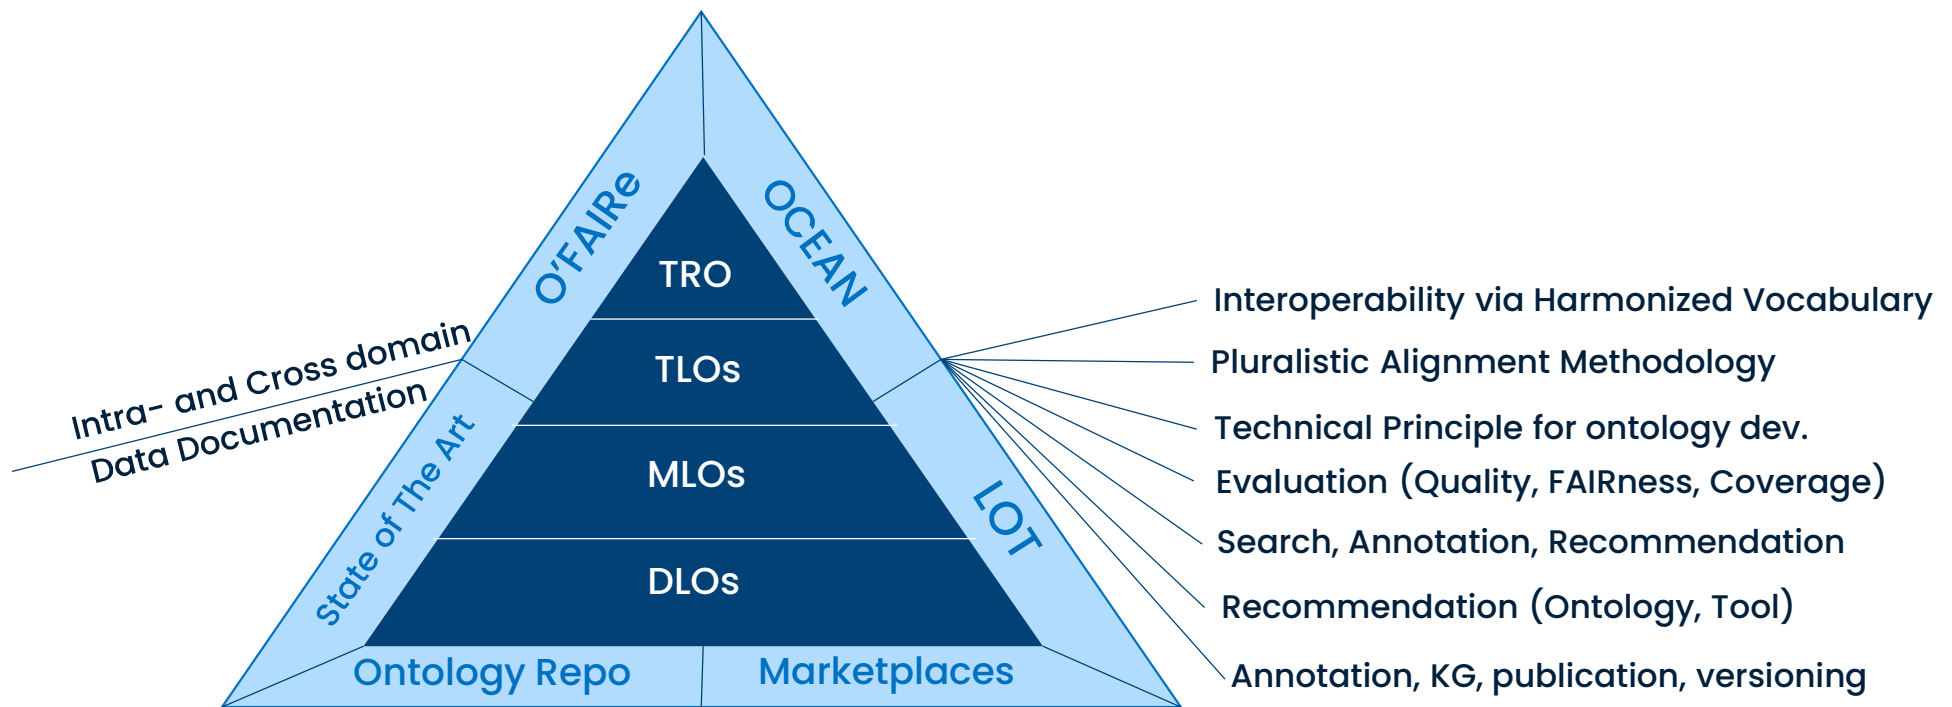 O'FAIRe
OCEAN
TRO
TLOs
MLOs
DLOs
Intra- and Cross domain
Data Documentation
State of The Art
LOT
Ontology Repo
Marketplaces
Interoperability via Harmonized Vocabulary
Pluralistic Alignment Methodology
Technical Principle for ontology dev.
Evaluation (Quality, FAIRness, Coverage)
Search, Annotation, Recommendation
Recommendation (Ontology, Tool)
Annotation, KG, publication, versioning